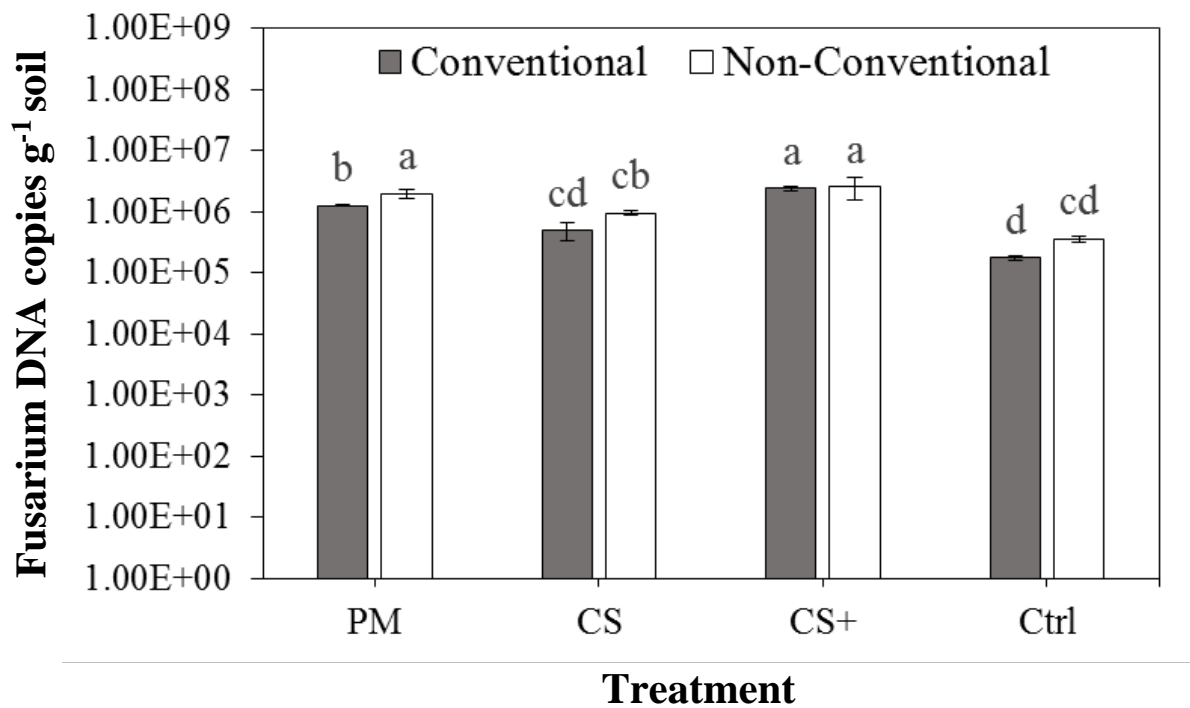 Fusarium DNA copies g-1 soil
1.00E+09
1.00E+08
1.00E+07
1.00E+06
1.00E+05
1.00E+04
1.00E+03
1.00E+02
1.00E+01
1.00E+00
Conventional Non-Conventional
b a cd cb a a d cd
PM CS CS+ Ctrl
Treatment